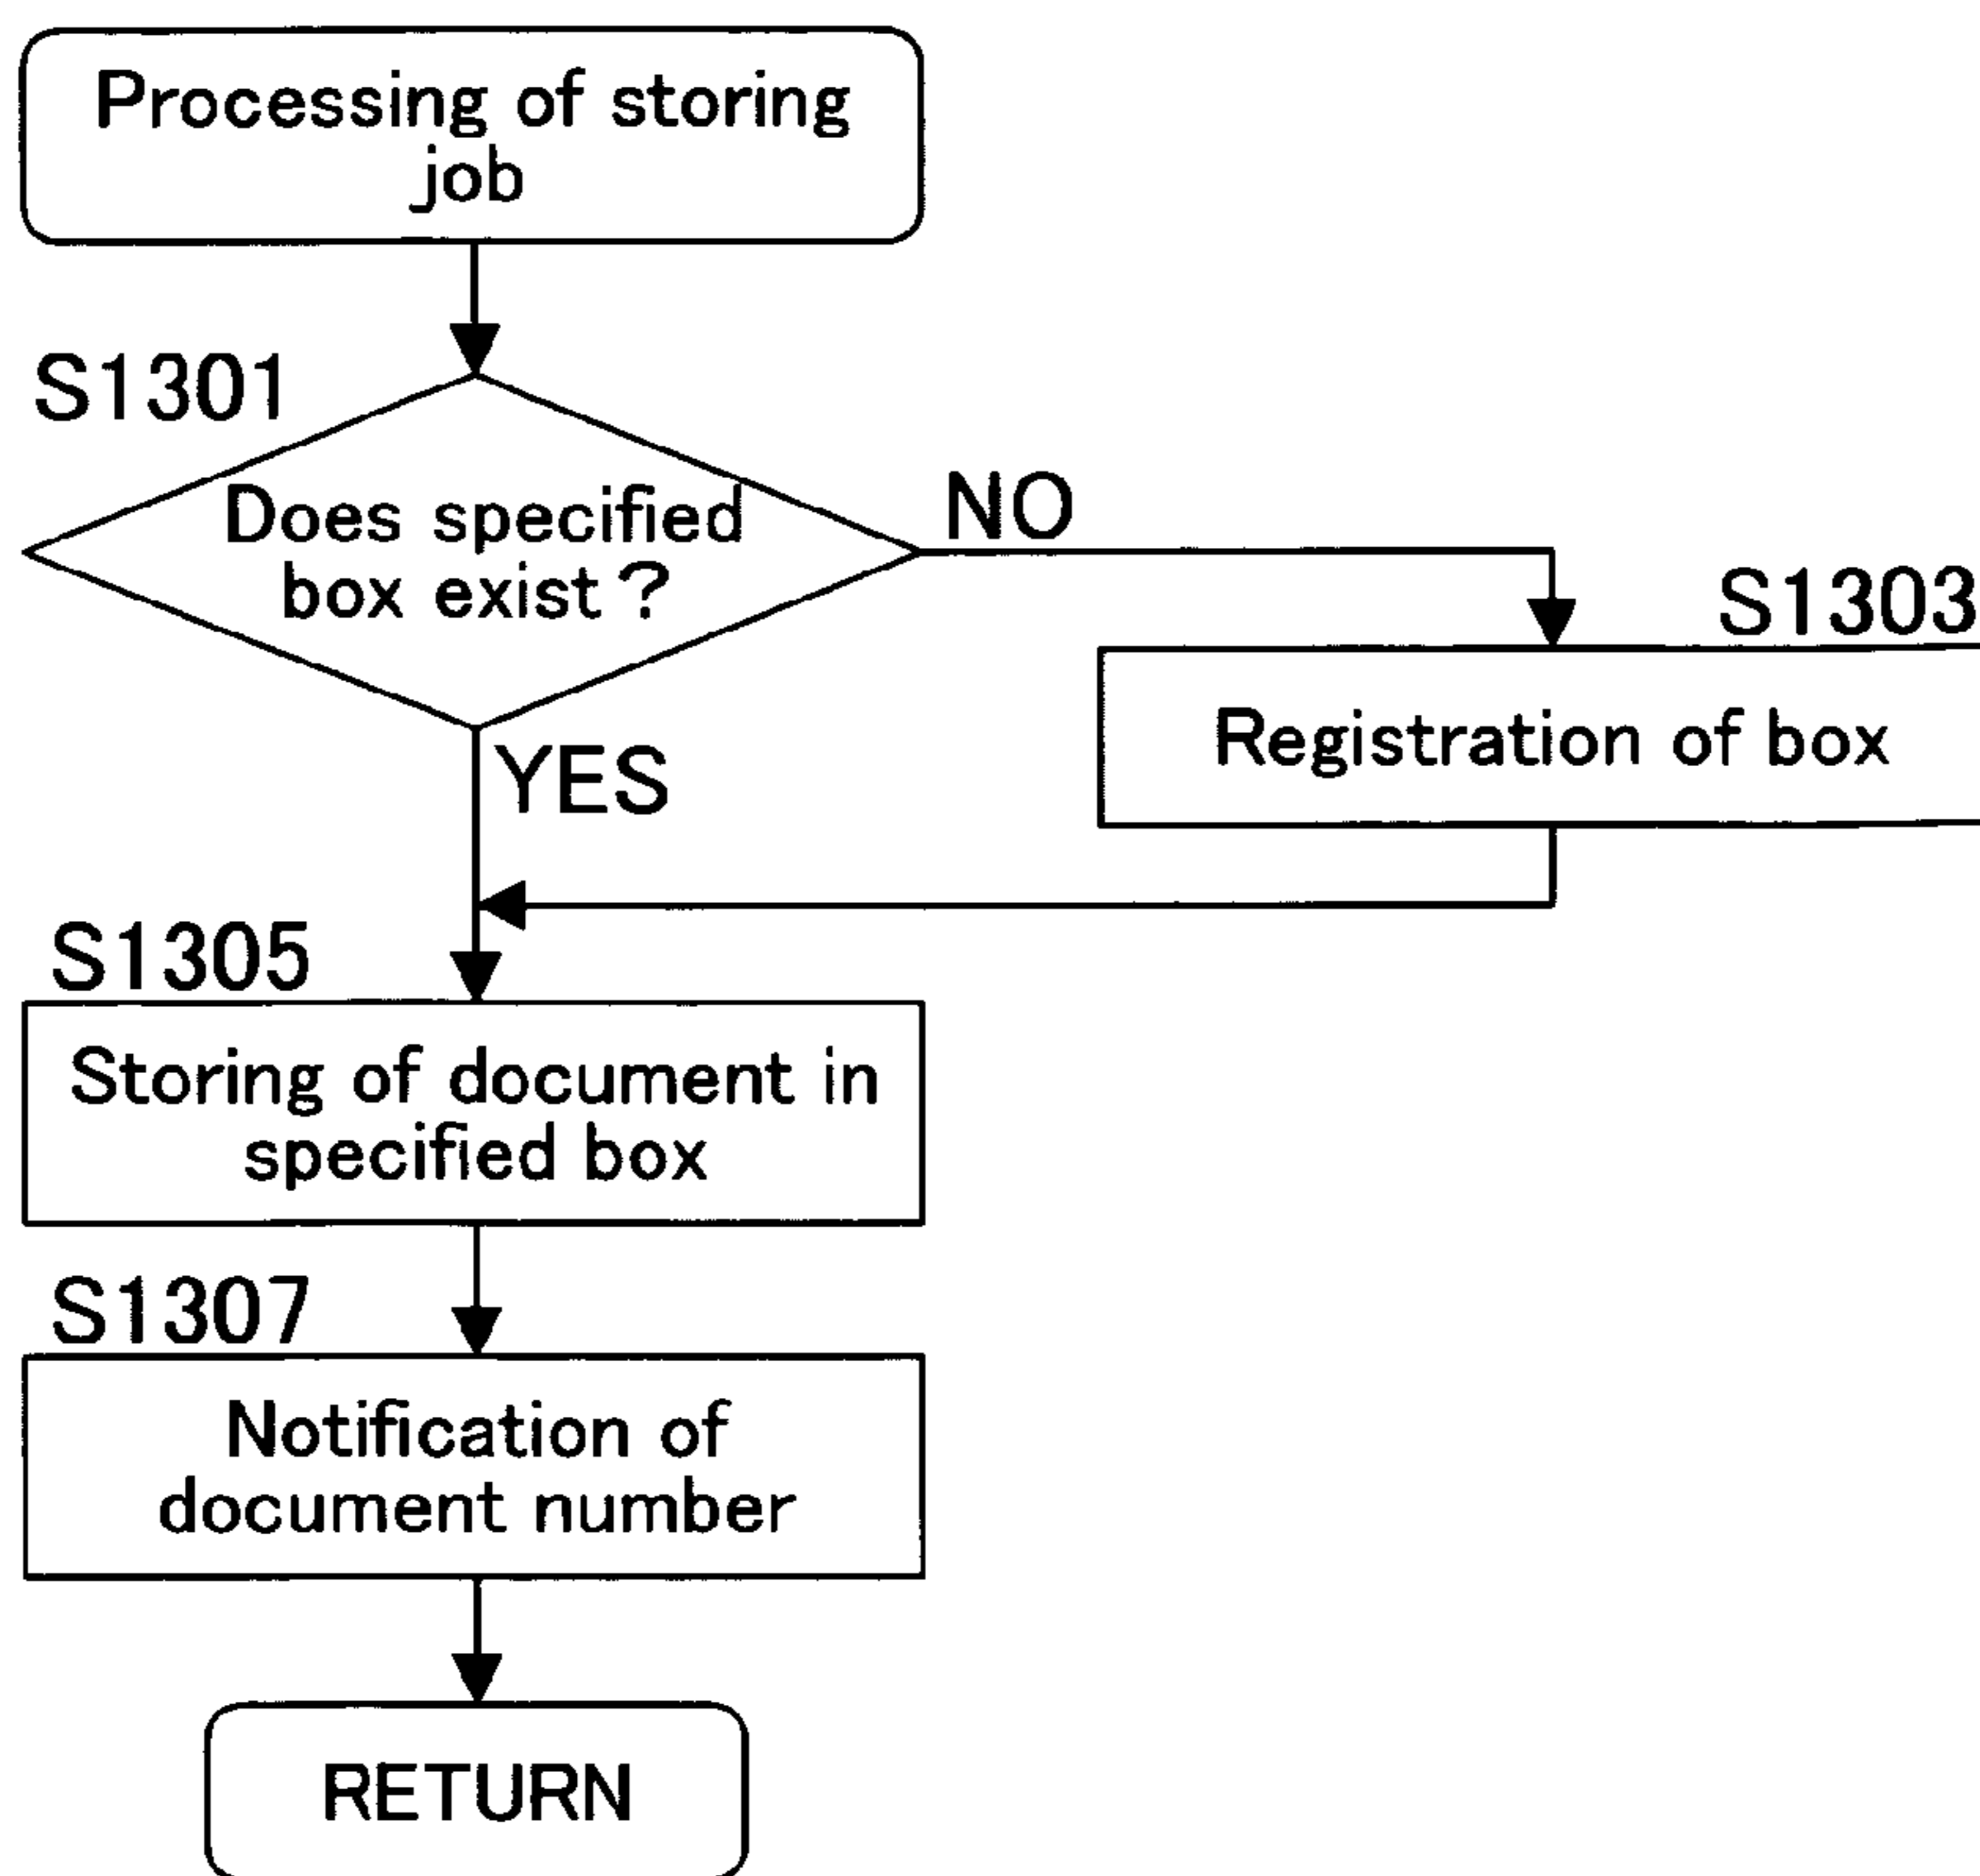 Processing of storing
job
S1301
Does specified
box exist ?
NO
S1303
Registration of box
YES
S1305
Storing of document in
specified box
S1307
Notification of
document number
RETURN